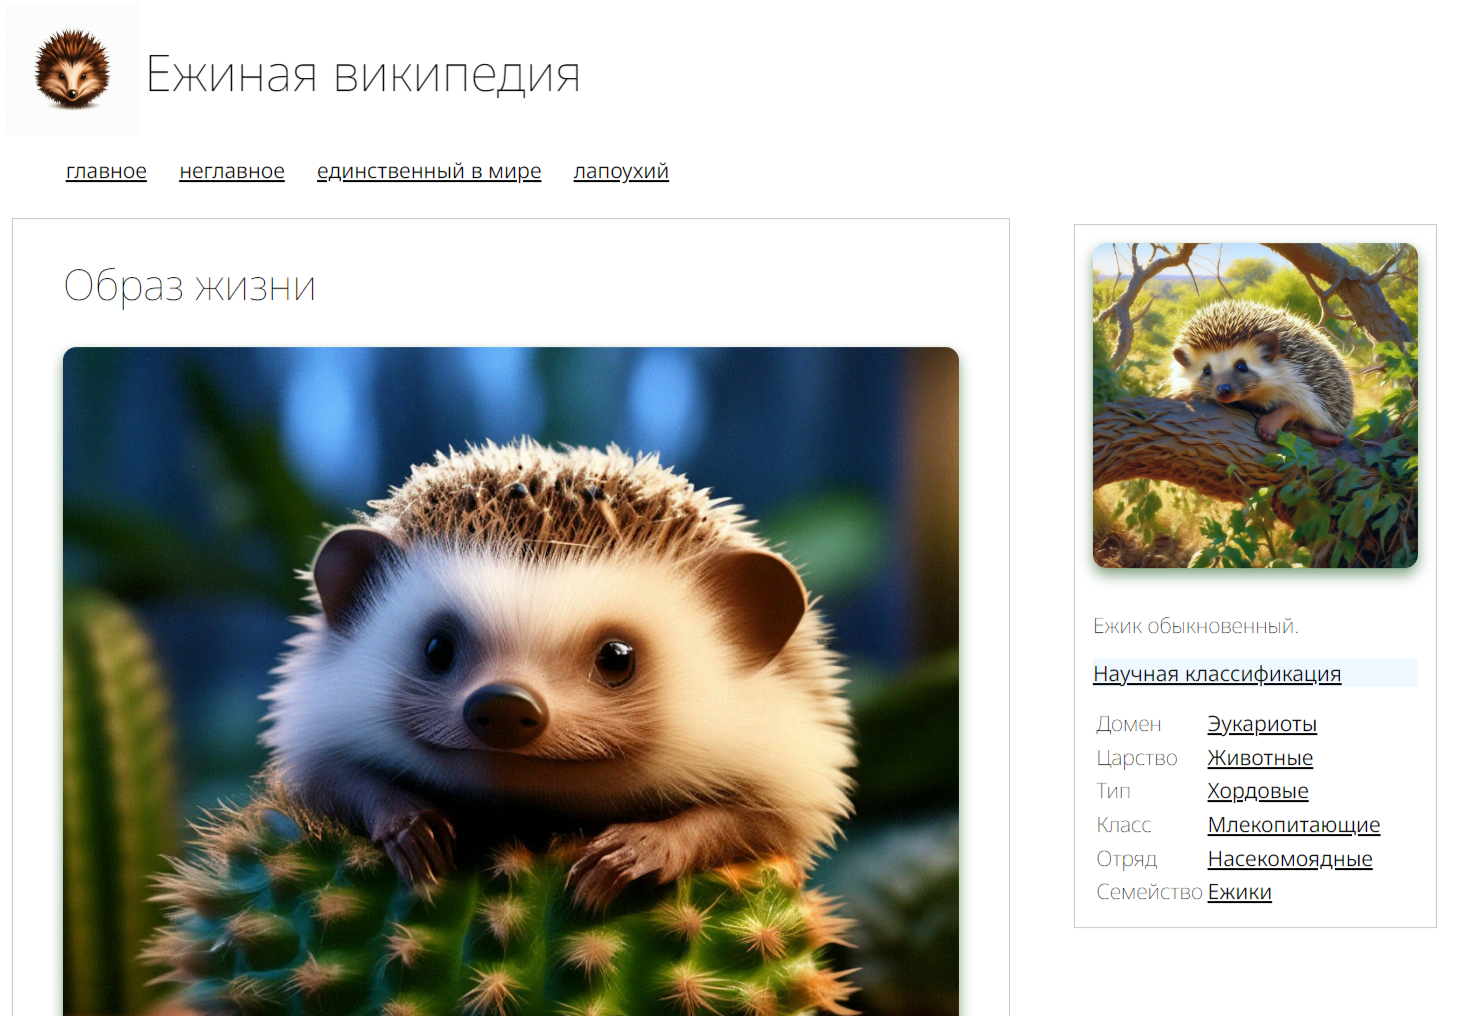 Ежиная википедия
главное неглавное единственный в мире лапоухий
Образ жизни
Ежик обыкновенный.
Научная классификация
Домен Эукариоты
Царство Животные
Тип Хордовые
Класс Млекопитающие
Отряд Насекомоядные
Семейство Ежики